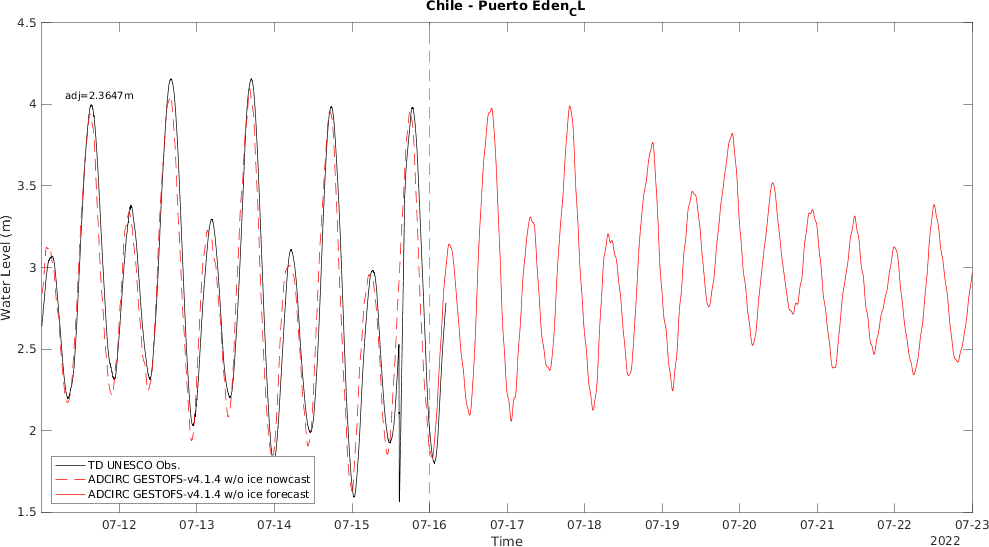 Chile - Puerto Eden_CL
4.5
adj=2.3647m
4
3.5
3
2.5
2
1.5
Water Level (m)
TD UNESCO Obs.
ADCIRC GESTOFS-v4.1.4 w/o ice nowcast
ADCIRC GESTOFS-v4.1.4 w/o ice forecast
07-12 07-13 07-14 07-15 07-16 07-17 07-18 07-19 07-20 07-21 07-22 07-23
Time
2022